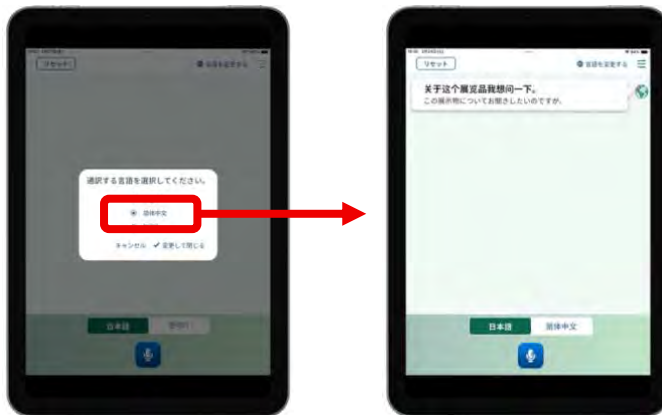 リセット
言語を変更する
通訳する言語を選択してください。
简体中文
キャンセル ✓ 変更して閉じる
日本語
リセット
言語を変更する
关于这个展览品我想问一下。
この展示物についてお聞きしたいのですが。
日本語 简体中文